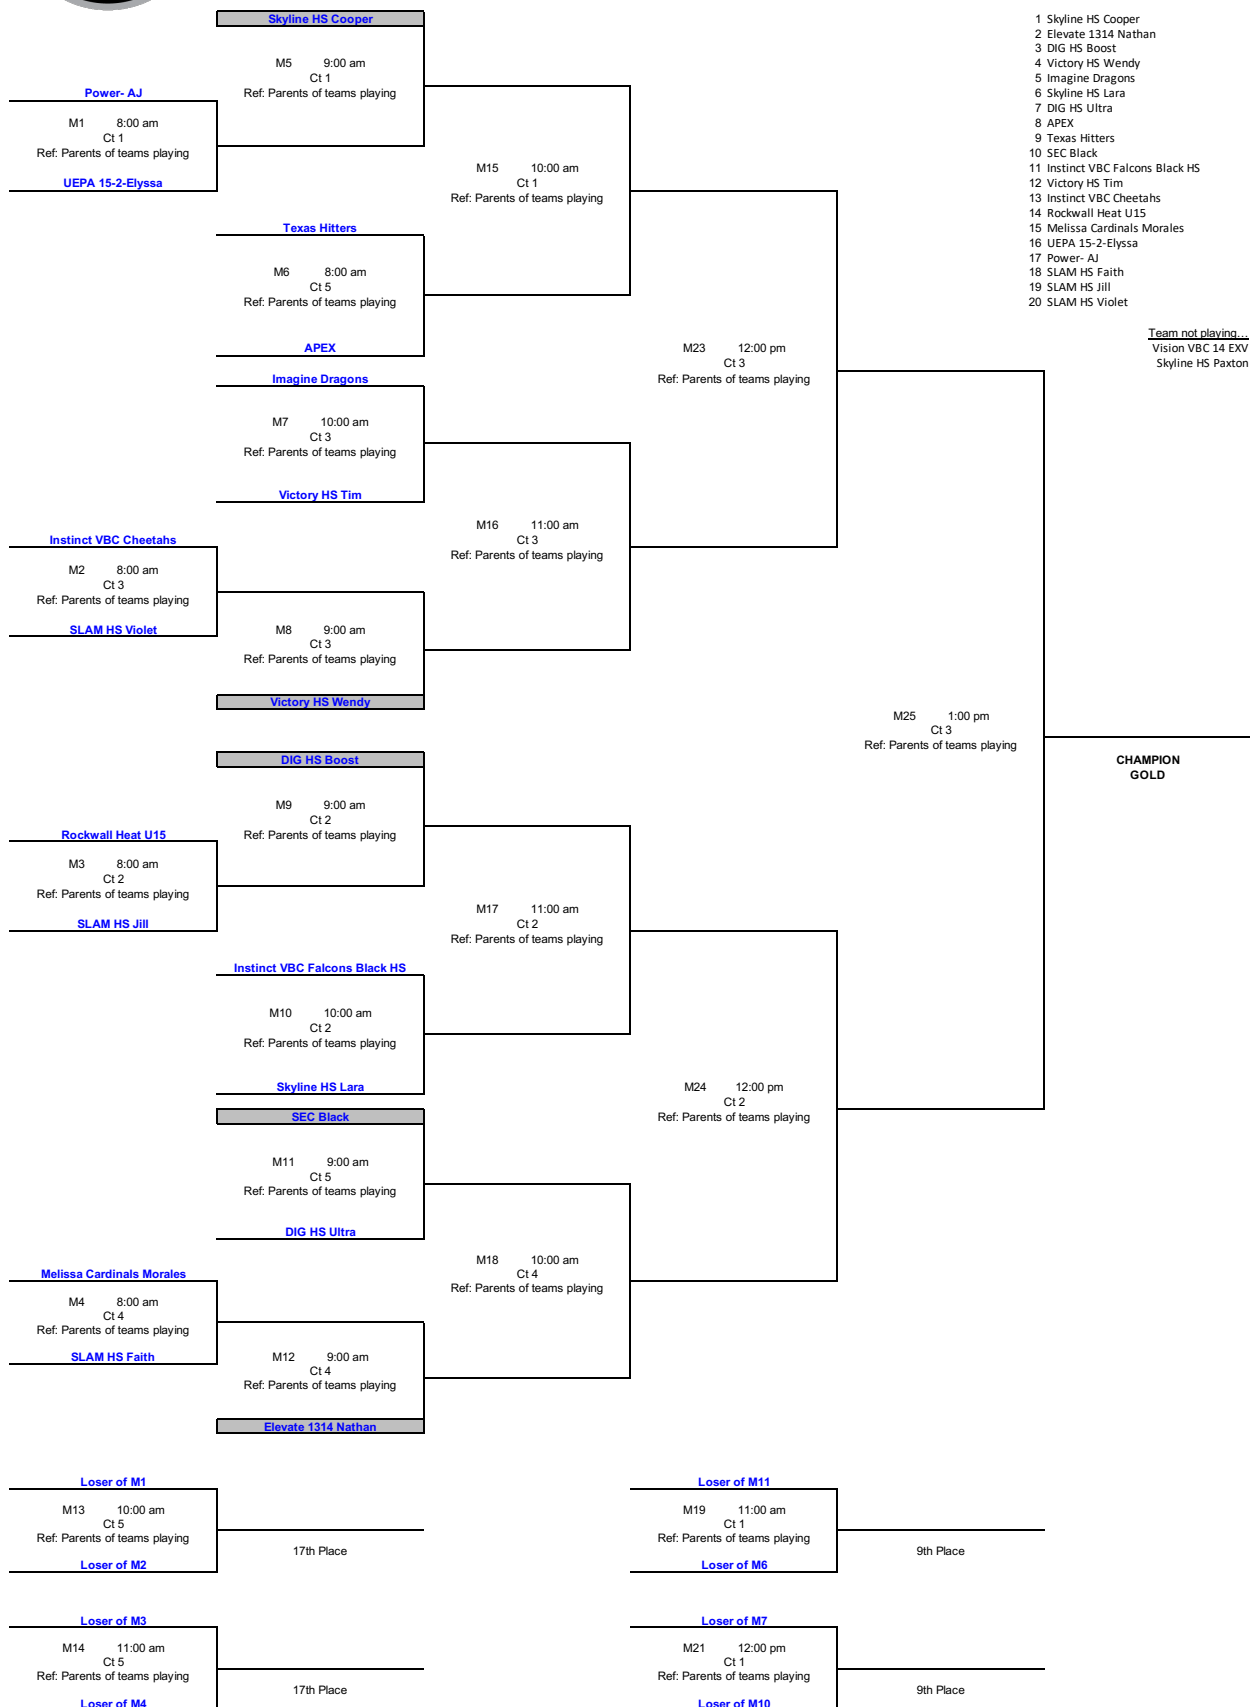 Skyline HS Cooper
M5 9:00 am
Ct 1
Ref: Parents of teams playing
Power- AJ
M1 8:00 am
Ct 1
Ref: Parents of teams playing
UEPA 15-2-Elyssa
M15 10:00 am
Ct 1
Ref: Parents of teams playing
Texas Hitters
M6 8:00 am
Ct 5
Ref: Parents of teams playing
APEX
M23 12:00 pm
Ct 3
Ref: Parents of teams playing
Imagine Dragons
M7 10:00 am
Ct 3
Ref: Parents of teams playing
Victory HS Tim
M16 11:00 am
Ct 3
Ref: Parents of teams playing
Instinct VBC Cheetahs
M2 8:00 am
Ct 3
Ref: Parents of teams playing
SLAM HS Violet
M8 9:00 am
Ct 3
Ref: Parents of teams playing
Victory HS Wendy
1 Skyline HS Cooper
2 Elevate 1314 Nathan
3 DIG HS Boost
4 Victory HS Wendy
5 Imagine Dragons
6 Skyline HS Lara
7 DIG HS Ultra
8 APEX
9 Texas Hitters
10 SEC Black
11 Instinct VBC Falcons Black HS
12 Victory HS Tim
13 Instinct VBC Cheetahs
14 Rockwall Heat U15
15 Melissa Cardinals Morales
16 UEPA 15-2-Elyssa
17 Power- AJ
18 SLAM HS Faith
19 SLAM HS Jill
20 SLAM HS Violet
Team not playing...
Vision VBC 14 EXV
Skyline HS Paxton
M25 1:00 pm
Ct 3
Ref: Parents of teams playing
CHAMPION
GOLD
DIG HS Boost
M9 9:00 am
Ct 2
Ref: Parents of teams playing
Rockwall Heat U15
M3 8:00 am
Ct 2
Ref: Parents of teams playing
SLAM HS Jill
M17 11:00 am
Ct 2
Ref: Parents of teams playing
Instinct VBC Falcons Black HS
M10 10:00 am
Ct 2
Ref: Parents of teams playing
Skyline HS Lara
M24 12:00 pm
Ct 2
Ref: Parents of teams playing
SEC Black
M11 9:00 am
Ct 5
Ref: Parents of teams playing
DIG HS Ultra
M18 10:00 am
Ct 4
Ref: Parents of teams playing
Melissa Cardinals Morales
M4 8:00 am
Ct 4
Ref: Parents of teams playing
SLAM HS Faith
M12 9:00 am
Ct 4
Ref: Parents of teams playing
Elevate 1314 Nathan
Loser of M1
M13 10:00 am
Ct 5
Ref: Parents of teams playing
Loser of M2
17th Place
Loser of M11
M19 11:00 am
Ct 1
Ref: Parents of teams playing
Loser of M6
9th Place
Loser of M3
M14 11:00 am
Ct 5
Ref: Parents of teams playing
Loser of M4
17th Place
Loser of M7
M21 12:00 pm
Ct 1
Ref: Parents of teams playing
Loser of M10
9th Place